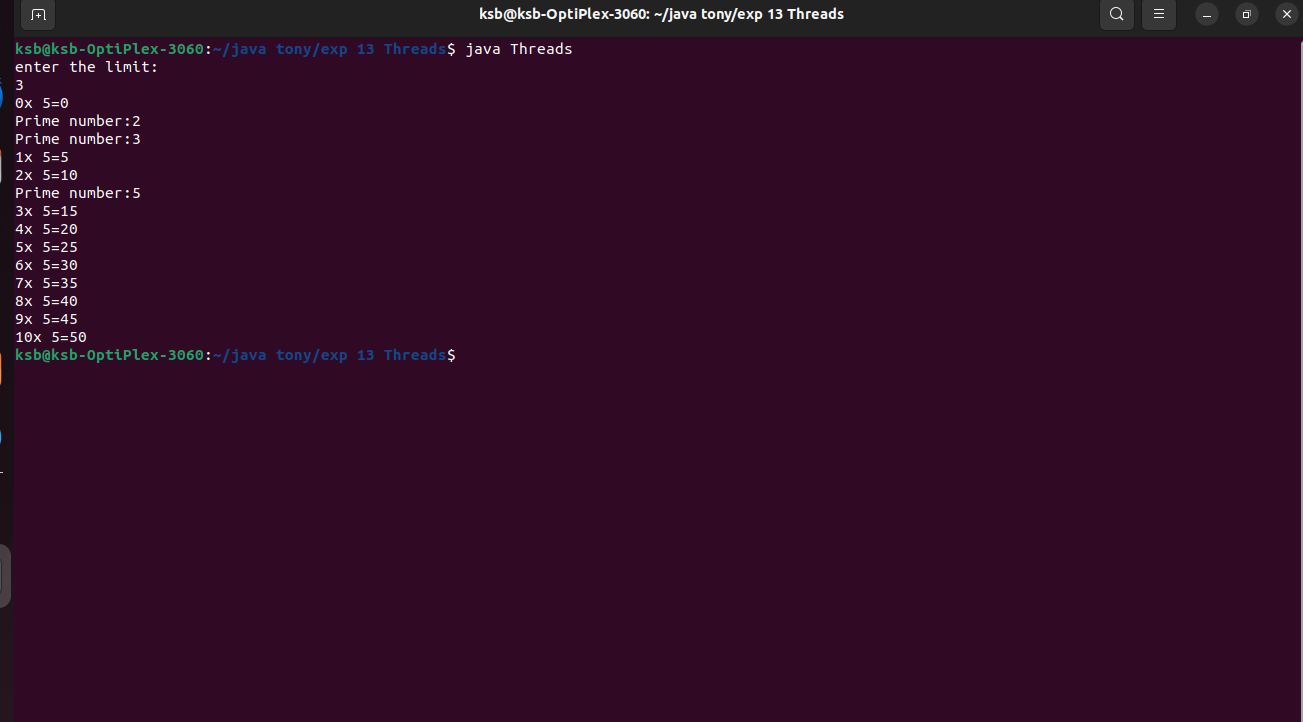 ksb@ksb-OptiPlex-3060: ~/java tony/exp 13 Threads
ksb@ksb-OptiPlex-3060:~/java tony/exp 13 Threads$ java Threads
enter the limit:
3
0x 5=0
Prime number:2
Prime number:3
1x 5=5
2x 5=10
Prime number:5
3x 5=15
4x 5=20
5x 5=25
6x 5=30
7x 5=35
8x 5=40
9x 5=45
10x 5=50
ksb@ksb-OptiPlex-3060:~/java tony/exp 13 Threads$